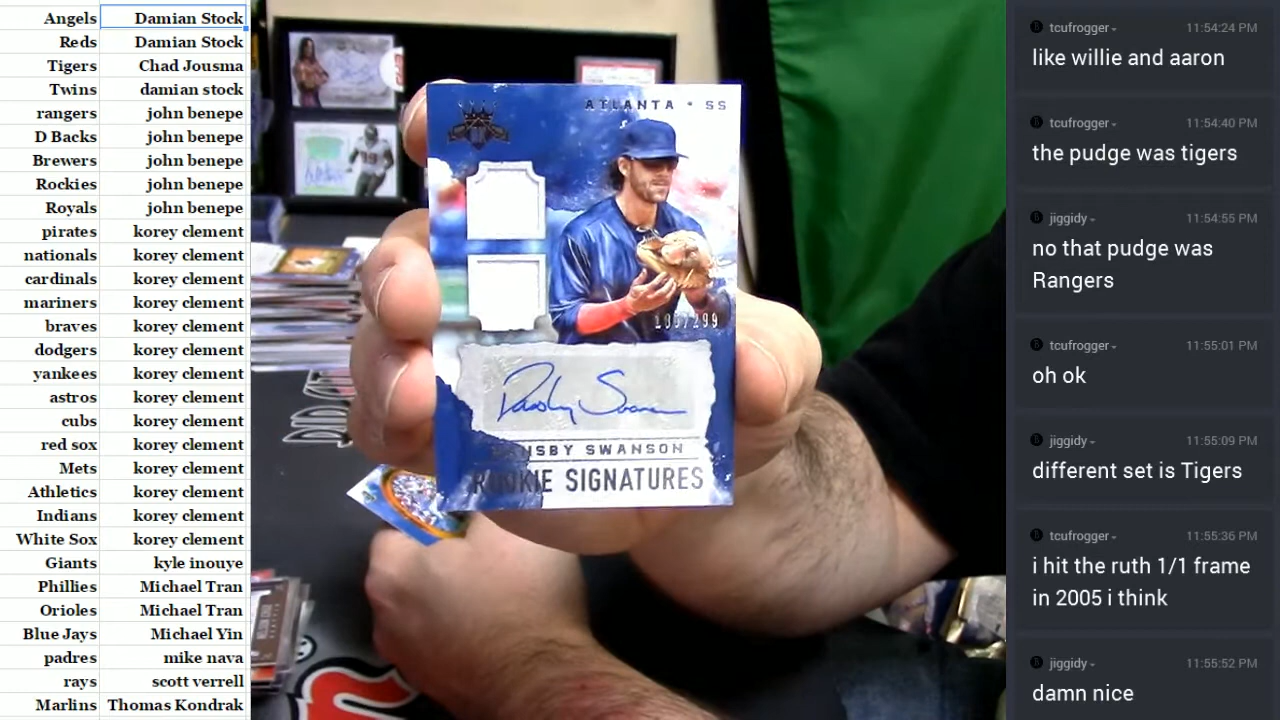 Angels Damian Stock
Reds Damian Stock
Tigers Chad Jousma
Twins damian stock
rangers john benepe
D Backs john benepe
Brewers john benepe
Rockies john benepe
Royals john benepe
pirates korey clement
nationals korey clement
cardinals korey clement
mariners korey clement
braves korey clement
dodgers korey clement
yankees korey clement
astros korey clement
cubs korey clement
red sox korey clement
Mets korey clement
Athletics korey clement
Indians korey clement
White Sox korey clement
Giants kyle inouye
Phillies Michael Tran
Orioles Michael Tran
Blue Jays Michael Yin
padres mike nava
rays scott verrell
Marlins Thomas Kondrak
ATLANTA • SS
Dansby Swanson
DANSBY SWANSON
ROOKIE SIGNATURES
tcufrogger 11:54:24 PM
like willie and aaron
tcufrogger 11:54:40 PM
the pudge was tigers
jiggidy 11:54:55 PM
no that pudge was
Rangers
tcufrogger 11:55:01 PM
oh ok
jiggidy 11:55:09 PM
different set is Tigers
tcufrogger 11:55:36 PM
i hit the ruth 1/1 frame
in 2005 i think
jiggidy 11:55:52 PM
damn nice